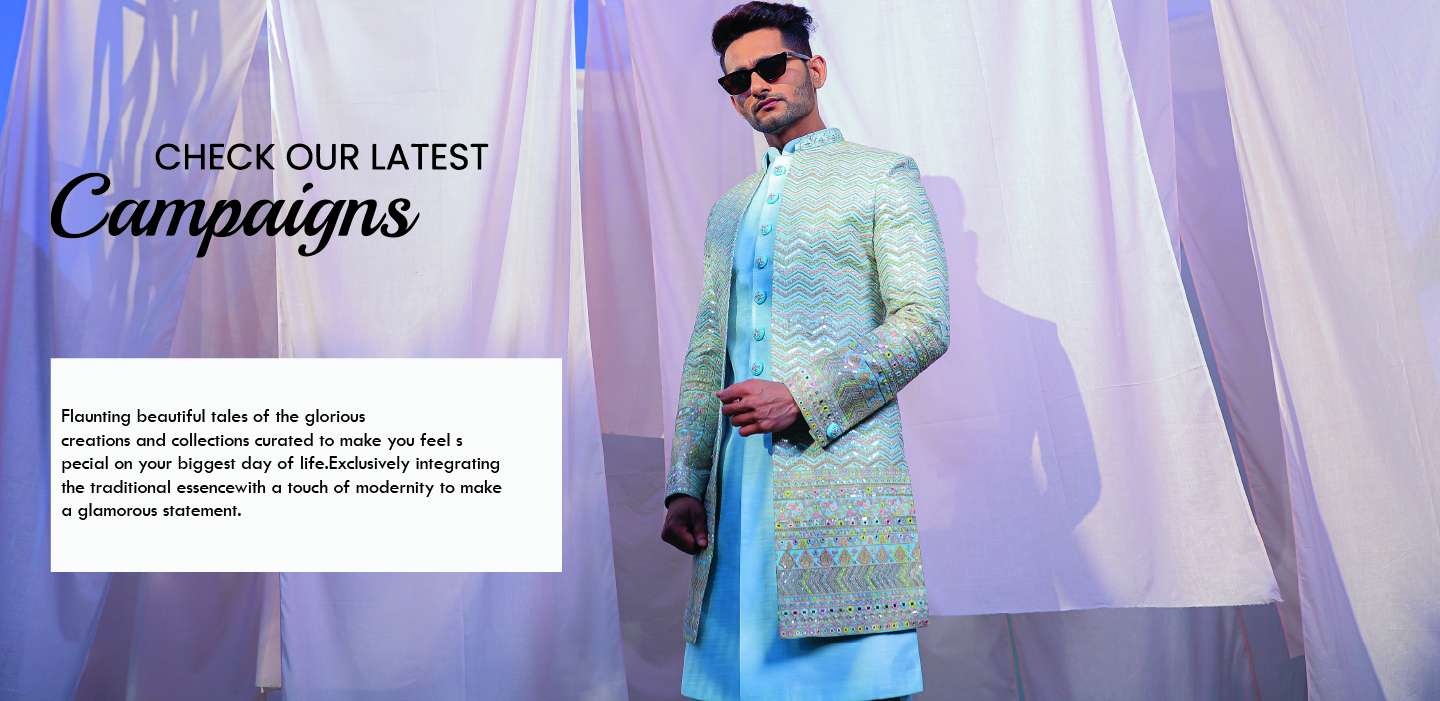 CHECK OUR LATEST
Campaigns
Flaunting beautiful tales of the glorious
creations and collections curated to make you feel s
pecial on your biggest day of life.Exclusively integrating
the traditional essencewith a touch of modernity to make
a glamorous statement.